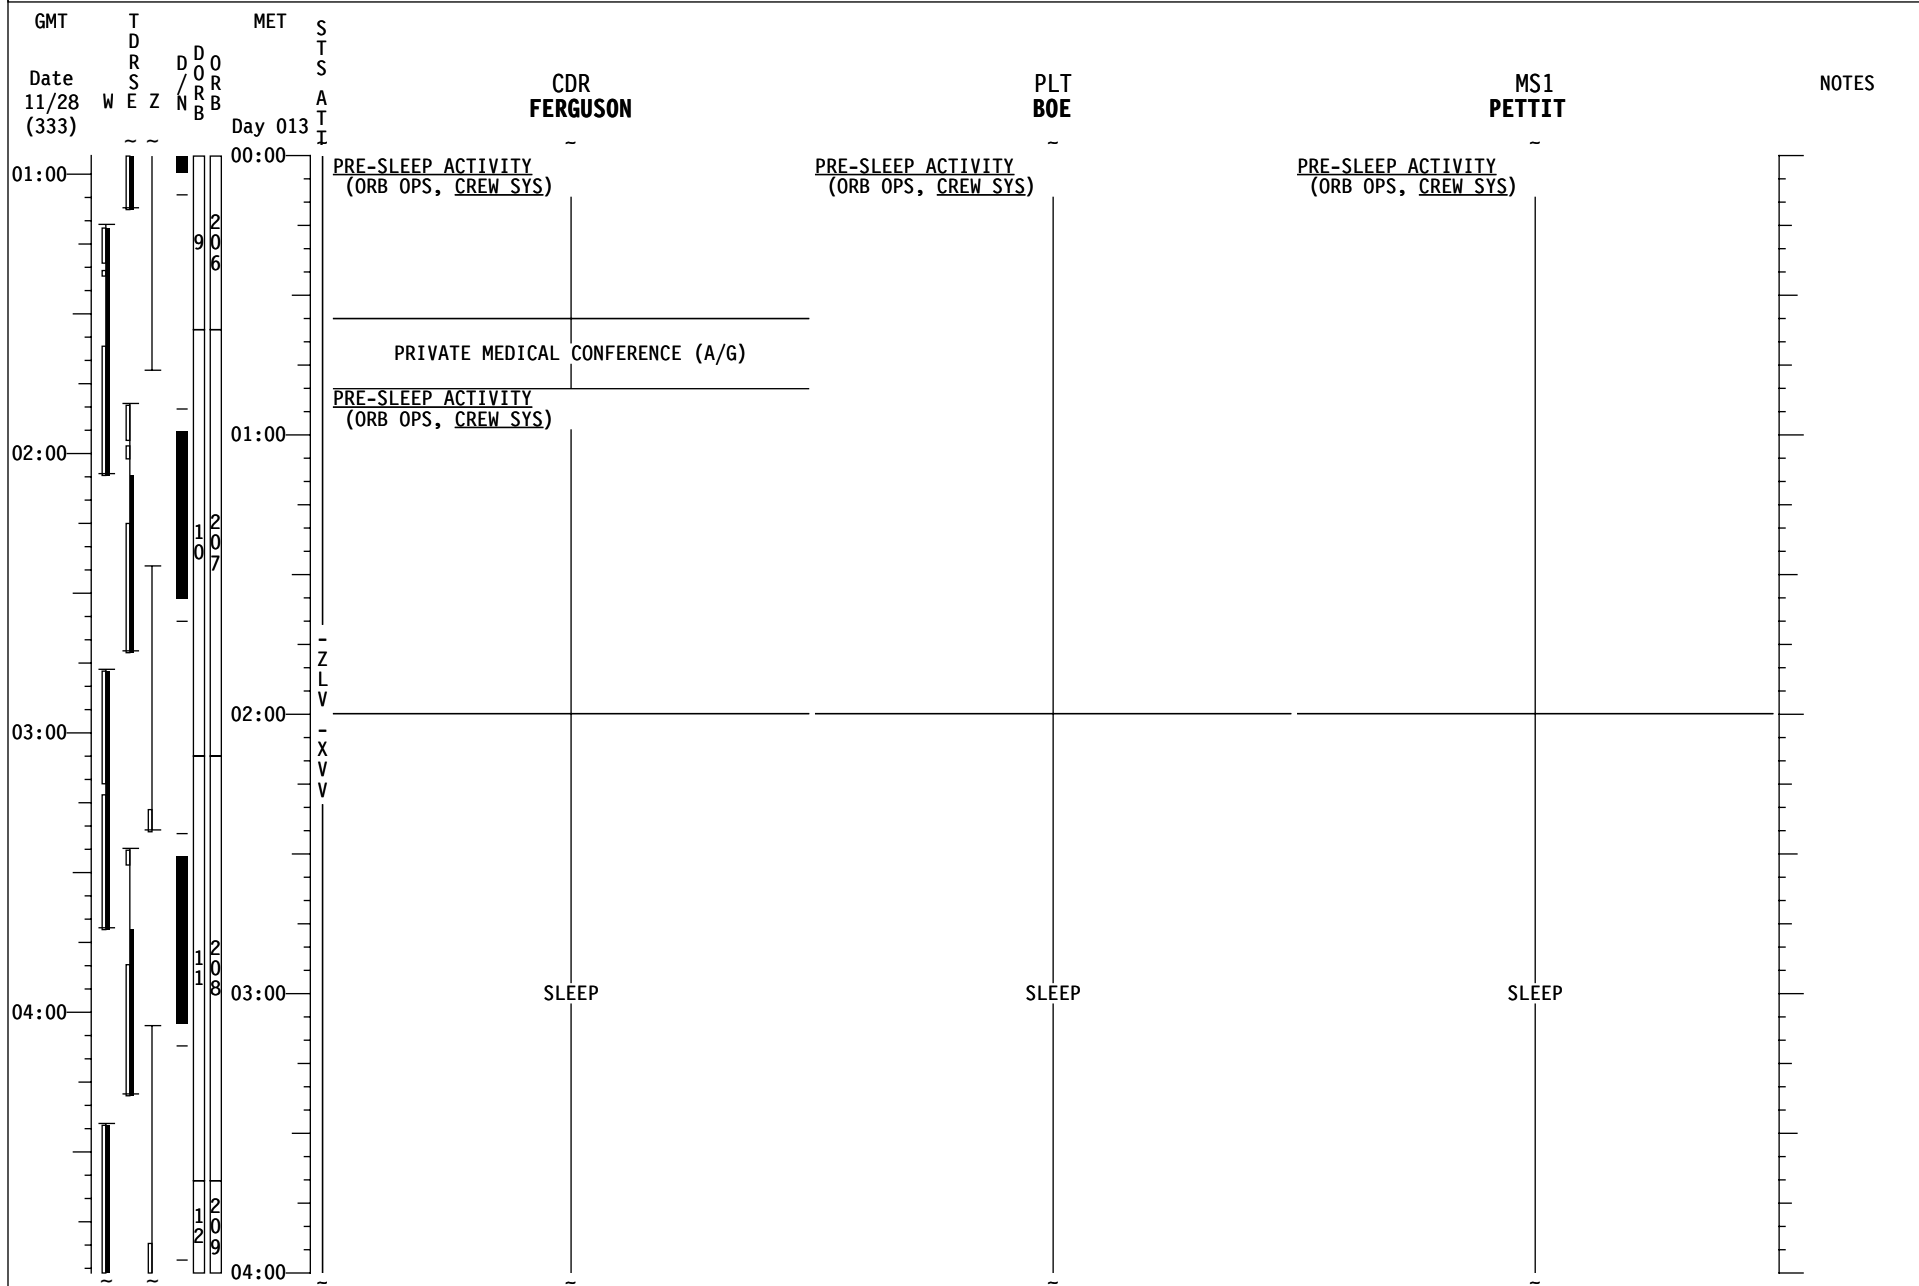 GMT
TDRS
MET
STS ATT
Date
11/28
(333)
W E Z
D/N
DORB
ORB
Day 013
CDR
FERGUSON
PLT
BOE
MS1
PETTIT
NOTES
~ ~ ~ ~ ~
00:00
PRE-SLEEP ACTIVITY
(ORB OPS, CREW SYS)
PRE-SLEEP ACTIVITY
(ORB OPS, CREW SYS)
PRE-SLEEP ACTIVITY
(ORB OPS, CREW SYS)
01:00
9
206
PRIVATE MEDICAL CONFERENCE (A/G)
PRE-SLEEP ACTIVITY
(ORB OPS, CREW SYS)
01:00
02:00
10
207
-ZLV
02:00
03:00
-XVV
11
208
03:00
SLEEP
SLEEP
SLEEP
04:00
12
209
04:00
~ ~ ~ ~ ~ ~